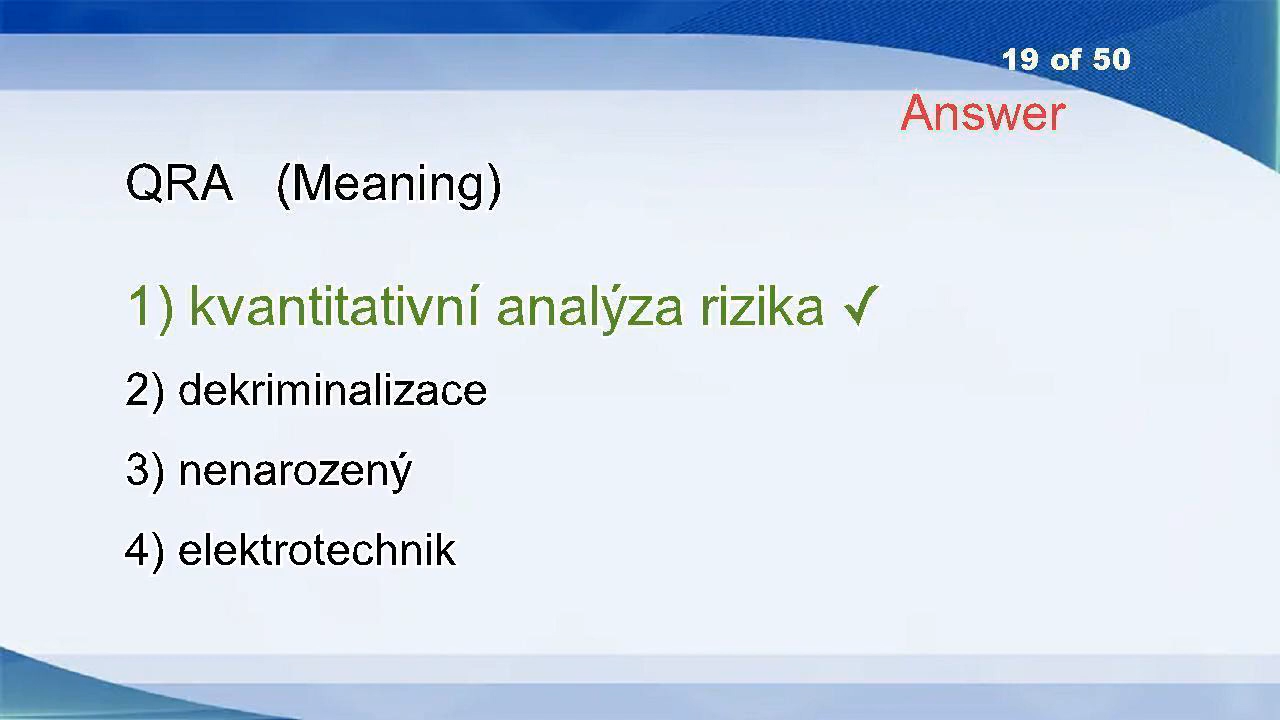 19 of 50
Answer
QRA (Meaning)
1) kvantitativní analýza rizika ✓
2) dekriminalizace
3) nenarozený
4) elektrotechnik